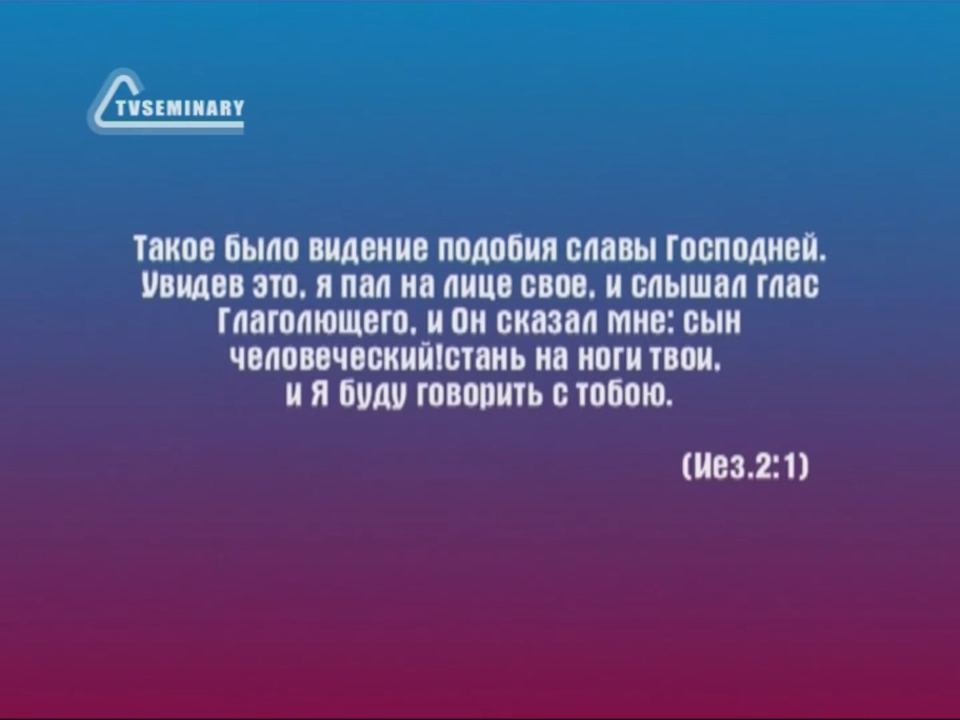 TVSEMINARY
Такое было видение подобия славы Господней.
Увидев это, я пал на лице свое, и слышал глас
Глаголющего, и Он сказал мне: сын
человеческий!стань на ноги твои,
и Я буду говорить с тобою.
(Иез.2:1)